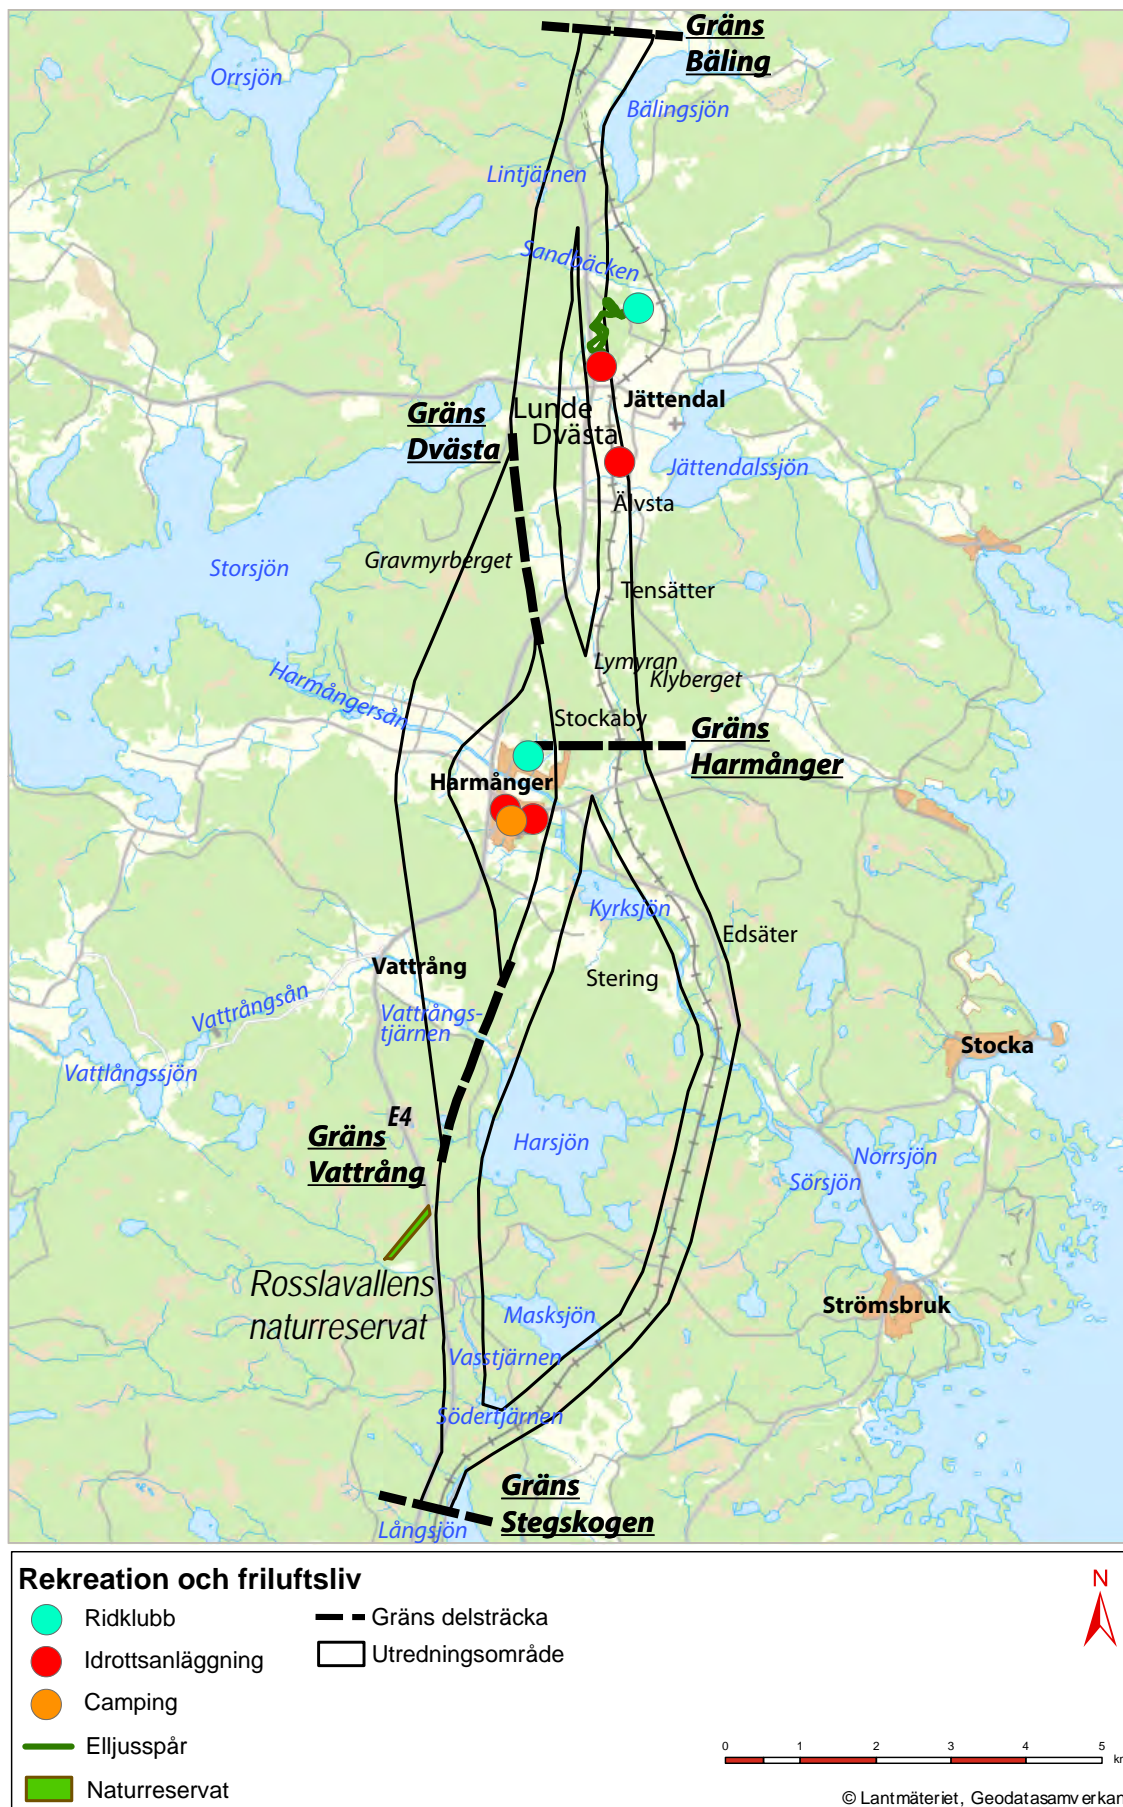 Gräns
Bäling
Orrsjön
Bälingsjön
Lintjärnen
Sandbäcken
Gräns
Dvästa
Lunde
Dvästa
Jättendal
Jättendalssjön
Älvsta
Gravmyrberget
Storsjön
Tensätter
Lymyran
Klyberget
Harmångersån
Stockaby
Gräns
Harmånger
Harmånger
Kyrksjön
Edsäter
Vattrång
Stering
Vattrångsån
Vattrångs-
tjärnen
Stocka
Vattlångssjön
E4
Gräns
Vattrång
Harsjön
Norrsjön
Sörsjön
Rosslavallens
naturreservat
Masksjön
Strömsbruk
Vasstjärnen
Södertjärnen
Gräns
Stegskogen
Långsjön
Rekreation och friluftsliv
Ridklubb
Idrottsanläggning
Camping
Elljusspår
Naturreservat
Gräns delsträcka
Utredningsområde
N
0 1 2 3 4 5
km
© Lantmäteriet, Geodatasamverkan